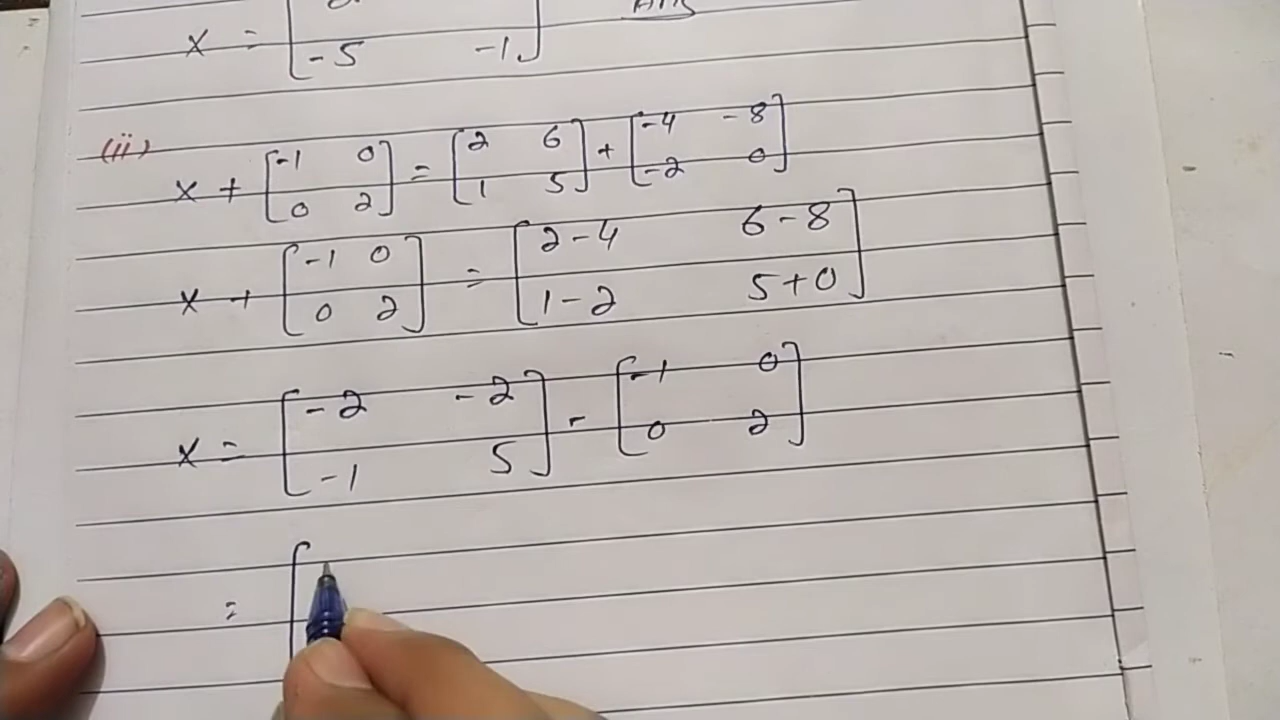 Ans
x = [ -5 -1 ]
(ii)
x + [ -1 0 ] = [ 2 6 ] + [ -4 -8 ]
[ 0 2 ] [ 1 5 ] [ -2 0 ]
x + [ -1 0 ] = [ 2-4 6-8 ]
[ 0 2 ] [ 1-2 5+0 ]
x = [ -2 -2 ] - [ -1 0 ]
[ -1 5 ] [ 0 2 ]
= [